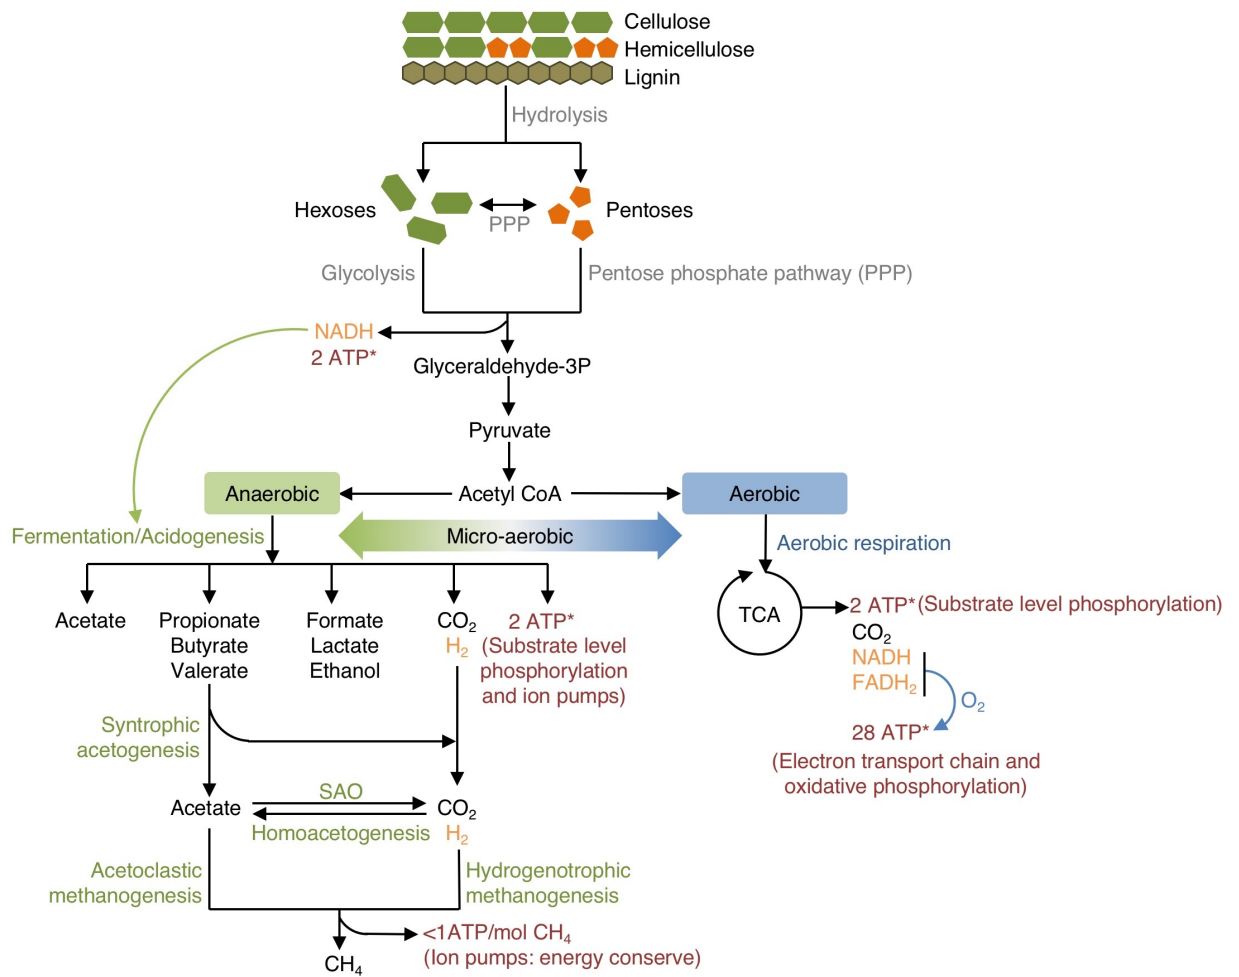 Cellulose
Hemicellulose
Lignin
Hydrolysis
Hexoses
PPP
Pentoses
Glycolysis
Pentose phosphate pathway (PPP)
NADH
2 ATP*
Glyceraldehyde-3P
Pyruvate
Anaerobic
Acetyl CoA
Aerobic
Fermentation/Acidogenesis
Micro-aerobic
Aerobic respiration
Acetate
Propionate
Butyrate
Valerate
Formate
Lactate
Ethanol
CO₂
H₂
2 ATP*
(Substrate level
phosphorylation
and ion pumps)
TCA
2 ATP* (Substrate level phosphorylation)
CO₂
NADH
FADH₂
O₂
28 ATP*
(Electron transport chain and
oxidative phosphorylation)
Syntrophic
acetogenesis
Acetate
SAO
Homoacetogenesis
CO₂
H₂
Acetoclastic
methanogenesis
Hydrogenotrophic
methanogenesis
<1ATP/mol CH₄
(Ion pumps: energy conserve)
CH₄